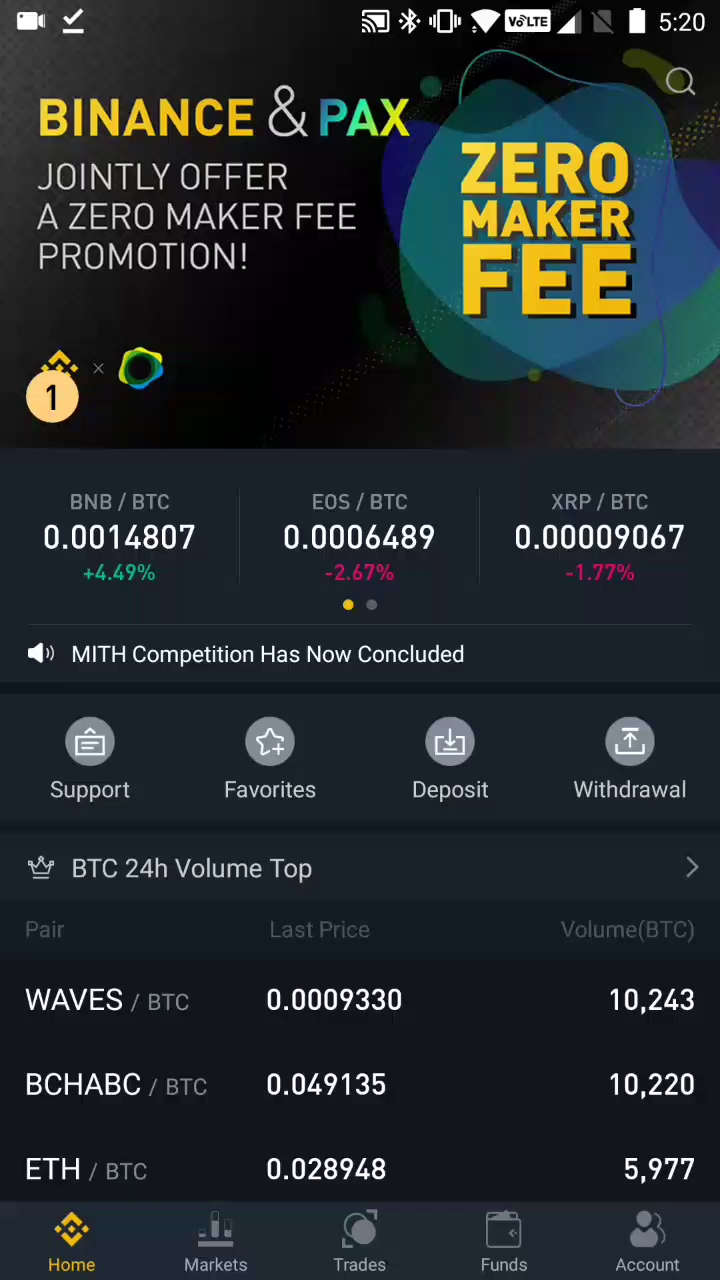 VoLTE 5:20
BINANCE & PAX
JOINTLY OFFER
A ZERO MAKER FEE
PROMOTION!
ZERO
MAKER
FEE
1
BNB / BTC EOS / BTC XRP / BTC
0.0014807 0.0006489 0.00009067
+4.49% -2.67% -1.77%
MITH Competition Has Now Concluded
Support Favorites Deposit Withdrawal
BTC 24h Volume Top
Pair Last Price Volume(BTC)
WAVES / BTC 0.0009330 10,243
BCHABC / BTC 0.049135 10,220
ETH / BTC 0.028948 5,977
Home Markets Trades Funds Account